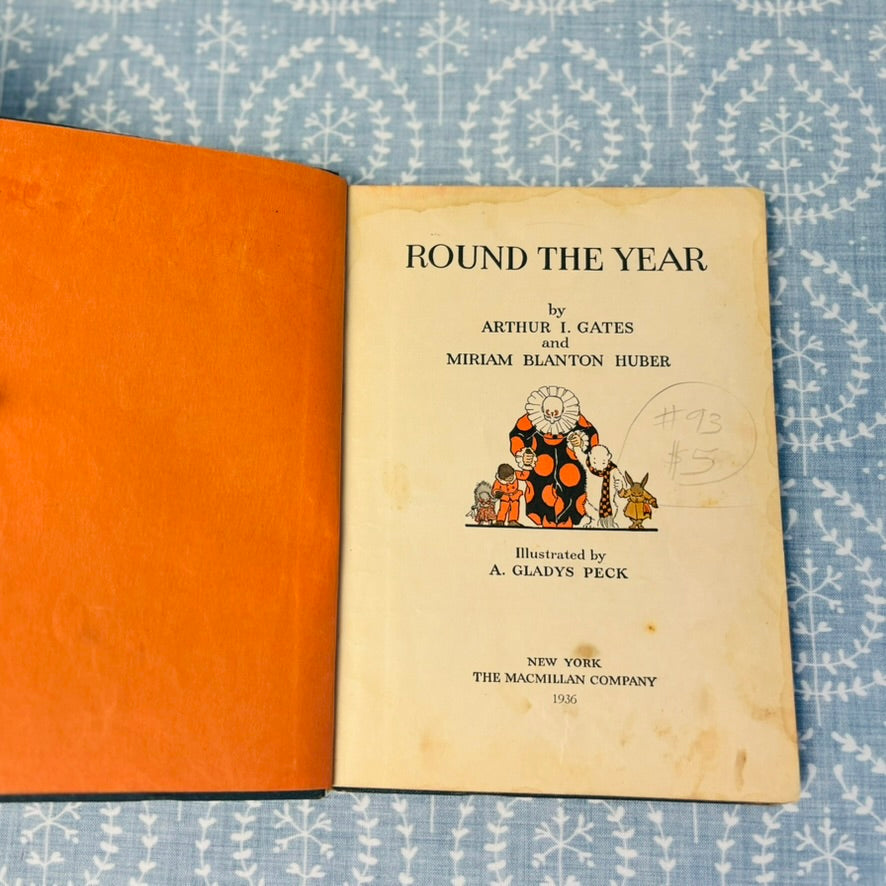 ROUND THE YEAR
by
ARTHUR I. GATES
and
MIRIAM BLANTON HUBER
#93
$5
Illustrated by
A. GLADYS PECK
NEW YORK
THE MACMILLAN COMPANY
1936